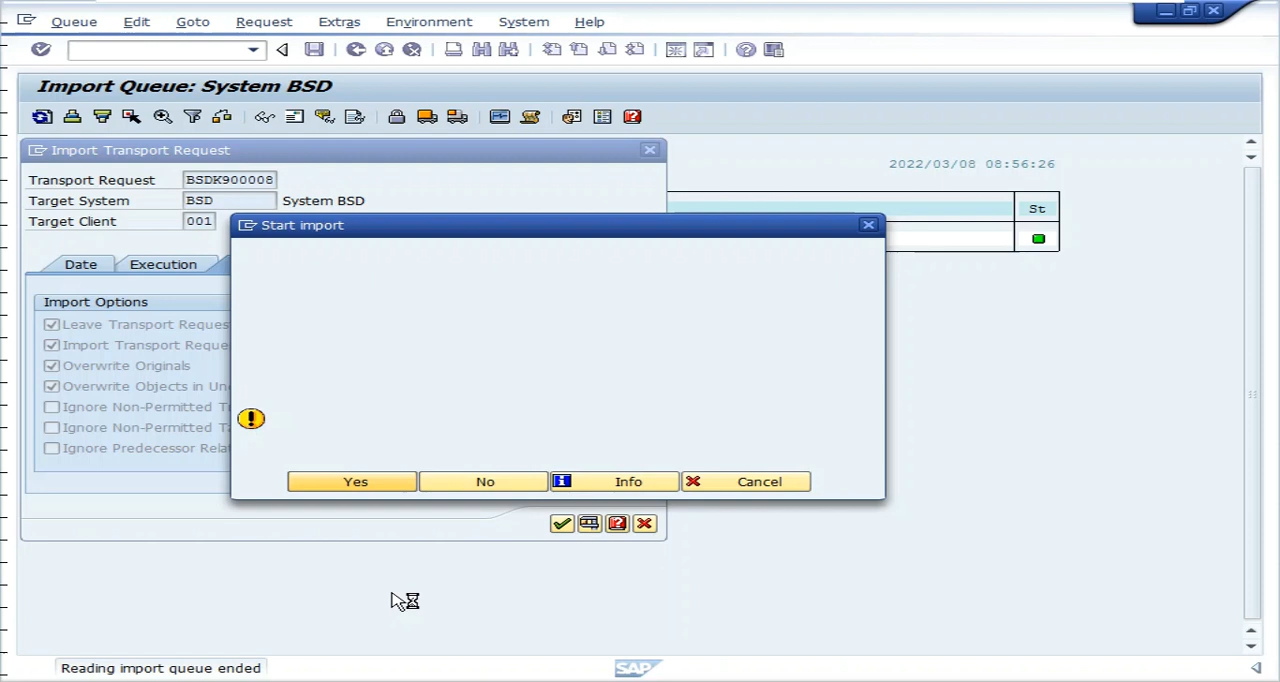 Queue Edit Goto Request Extras Environment System Help
Import Queue: System BSD
Import Transport Request
2022/03/08 08:56:26
Transport Request BSDK900008
Target System BSD System BSD
St
Target Client 001
Start import
Date Execution
Import Options
Leave Transport Reques
Import Transport Reque
Overwrite Originals
Overwrite Objects in Un
Ignore Non-Permitted T
Ignore Non-Permitted T
Ignore Predecessor Rela
Yes No Info Cancel
Reading import queue ended
SAP